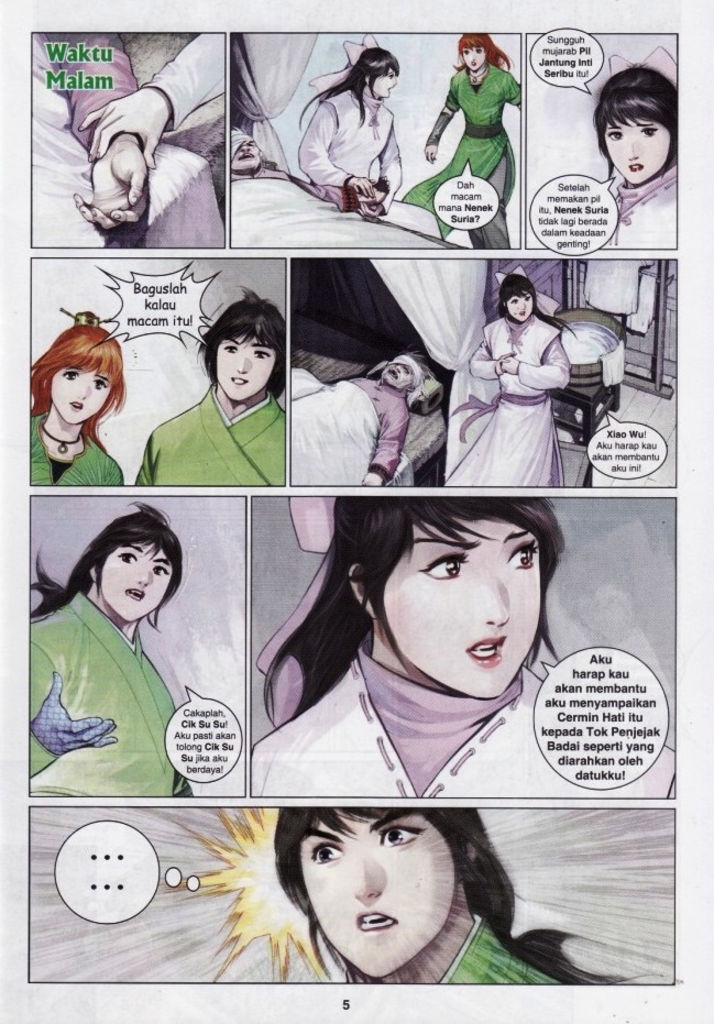 Waktu
Malam
Dah
macam
mana Nenek
Suria?
Sungguh
mujarab Pil
Jantung Inti
Seribu itu!
Setelah
memakan pil
itu, Nenek Suria
tidak lagi berada
dalam keadaan
genting!
Baguslah
kalau
macam itu!
Xiao Wu!
Aku harap kau
akan membantu
aku ini!
Cakaplah,
Cik Su Su!
Aku pasti akan
tolong Cik Su
Su jika aku
berdaya!
Aku
harap kau
akan membantu
aku menyampaikan
Cermin Hati itu
kepada Tok Penjejak
Badai seperti yang
diarahkan oleh
datukku!
...
...
5